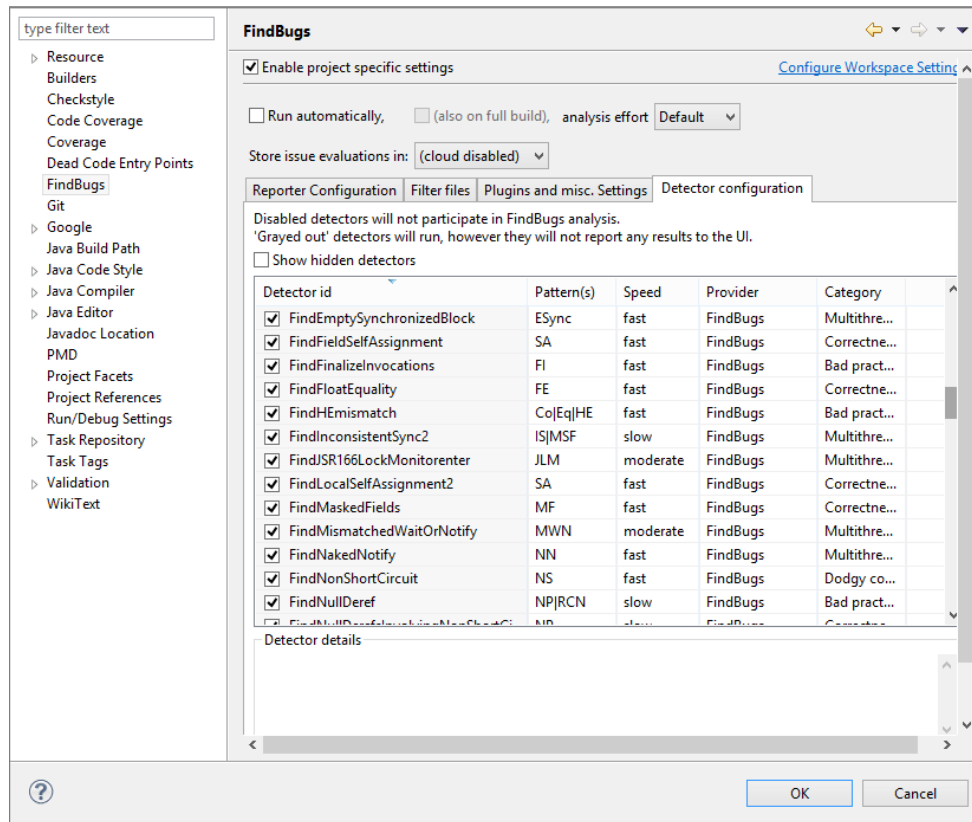 type filter text
Resource
Builders
Checkstyle
Code Coverage
Coverage
Dead Code Entry Points
FindBugs
Git
Google
Java Build Path
Java Code Style
Java Compiler
Java Editor
Javadoc Location
PMD
Project Facets
Project References
Run/Debug Settings
Task Repository
Task Tags
Validation
WikiText
FindBugs
Enable project specific settings Configure Workspace Setting
Run automatically, (also on full build), analysis effort Default
Store issue evaluations in: (cloud disabled)
Reporter Configuration Filter files Plugins and misc. Settings Detector configuration
Disabled detectors will not participate in FindBugs analysis.
'Grayed out' detectors will run, however they will not report any results to the UI.
Show hidden detectors
Detector id Pattern(s) Speed Provider Category
FindEmptySynchronizedBlock ESync fast FindBugs Multithre...
FindFieldSelfAssignment SA fast FindBugs Correctne...
FindFinalizeInvocations FI fast FindBugs Bad pract...
FindFloatEquality FE fast FindBugs Correctne...
FindHEmismatch Co|Eq|HE fast FindBugs Bad pract...
FindInconsistentSync2 IS|MSF slow FindBugs Multithre...
FindJSR166LockMonitorenter JLM moderate FindBugs Multithre...
FindLocalSelfAssignment2 SA fast FindBugs Correctne...
FindMaskedFields MF fast FindBugs Correctne...
FindMismatchedWaitOrNotify MWN moderate FindBugs Multithre...
FindNakedNotify NN fast FindBugs Multithre...
FindNonShortCircuit NS fast FindBugs Dodgy co...
FindNullDeref NP|RCN slow FindBugs Bad pract...
FindNullDerefsInvolvingNonShortCi... NP slow FindBugs Correctne...
Detector details
OK Cancel